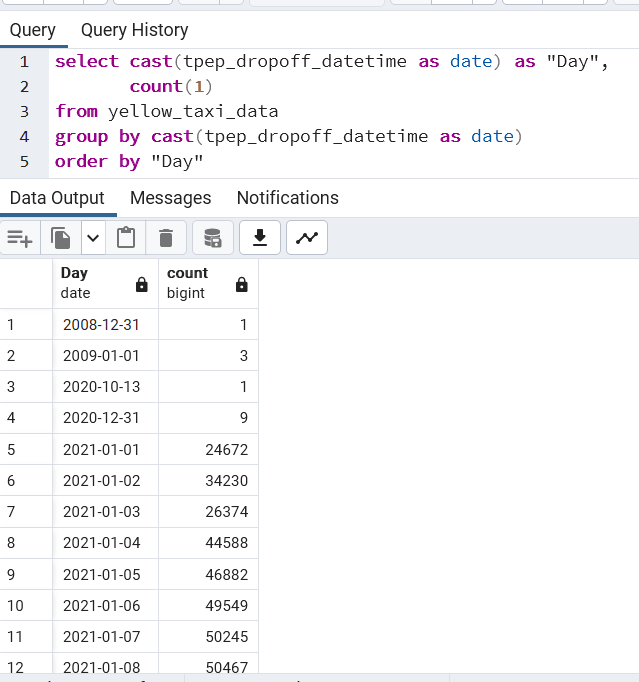 Query Query History
1 select cast(tpep_dropoff_datetime as date) as "Day",
2 count(1)
3 from yellow_taxi_data
4 group by cast(tpep_dropoff_datetime as date)
5 order by "Day"
Data Output Messages Notifications
Day count
date bigint
1 2008-12-31 1
2 2009-01-01 3
3 2020-10-13 1
4 2020-12-31 9
5 2021-01-01 24672
6 2021-01-02 34230
7 2021-01-03 26374
8 2021-01-04 44588
9 2021-01-05 46882
10 2021-01-06 49549
11 2021-01-07 50245
12 2021-01-08 50467